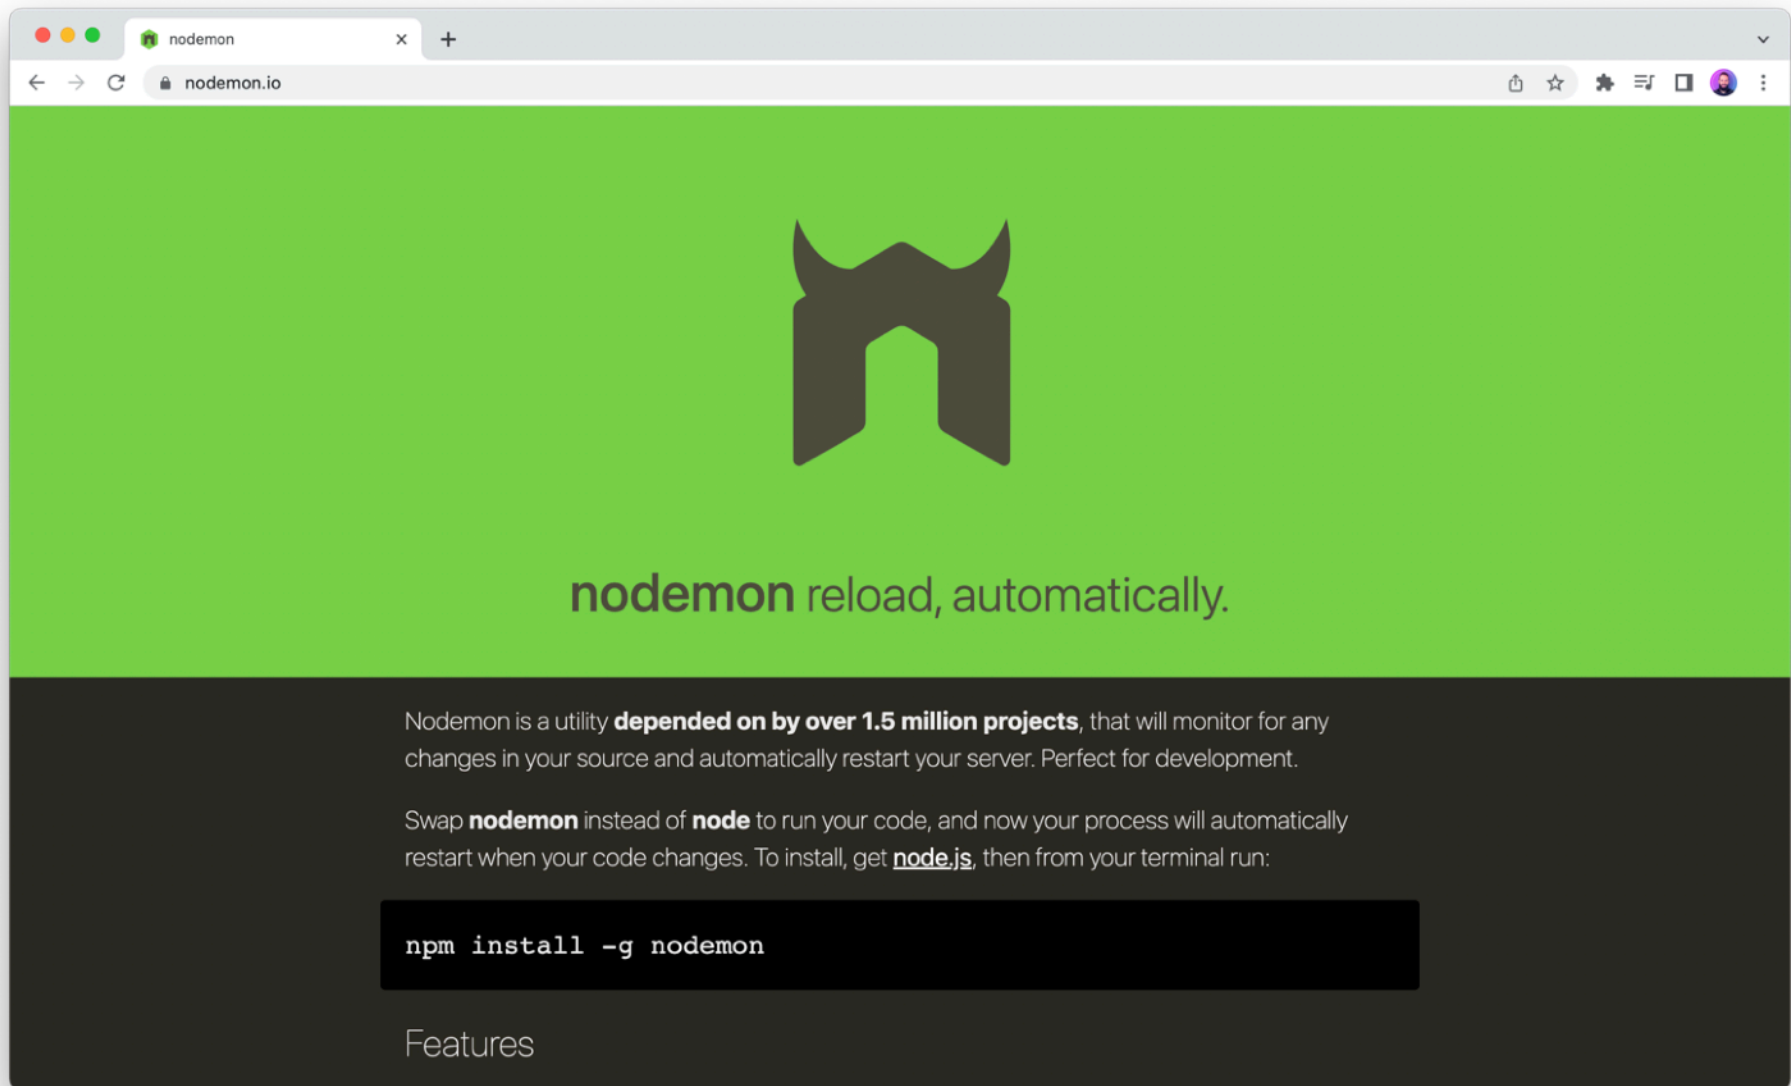 nodemon
nodemon.io
nodemon reload, automatically.
Nodemon is a utility depended on by over 1.5 million projects, that will monitor for any
changes in your source and automatically restart your server. Perfect for development.
Swap nodemon instead of node to run your code, and now your process will automatically
restart when your code changes. To install, get node.js, then from your terminal run:
npm install -g nodemon
Features